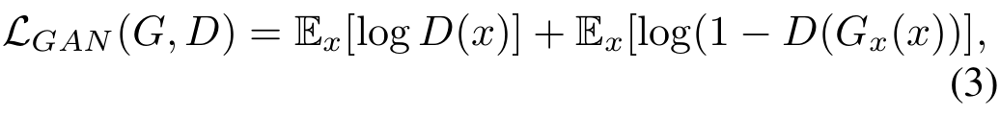 ℒ_{GAN}(G, D) = 𝔼_x[log D(x)] + 𝔼_x[log(1 − D(G_x(x))],
(3)